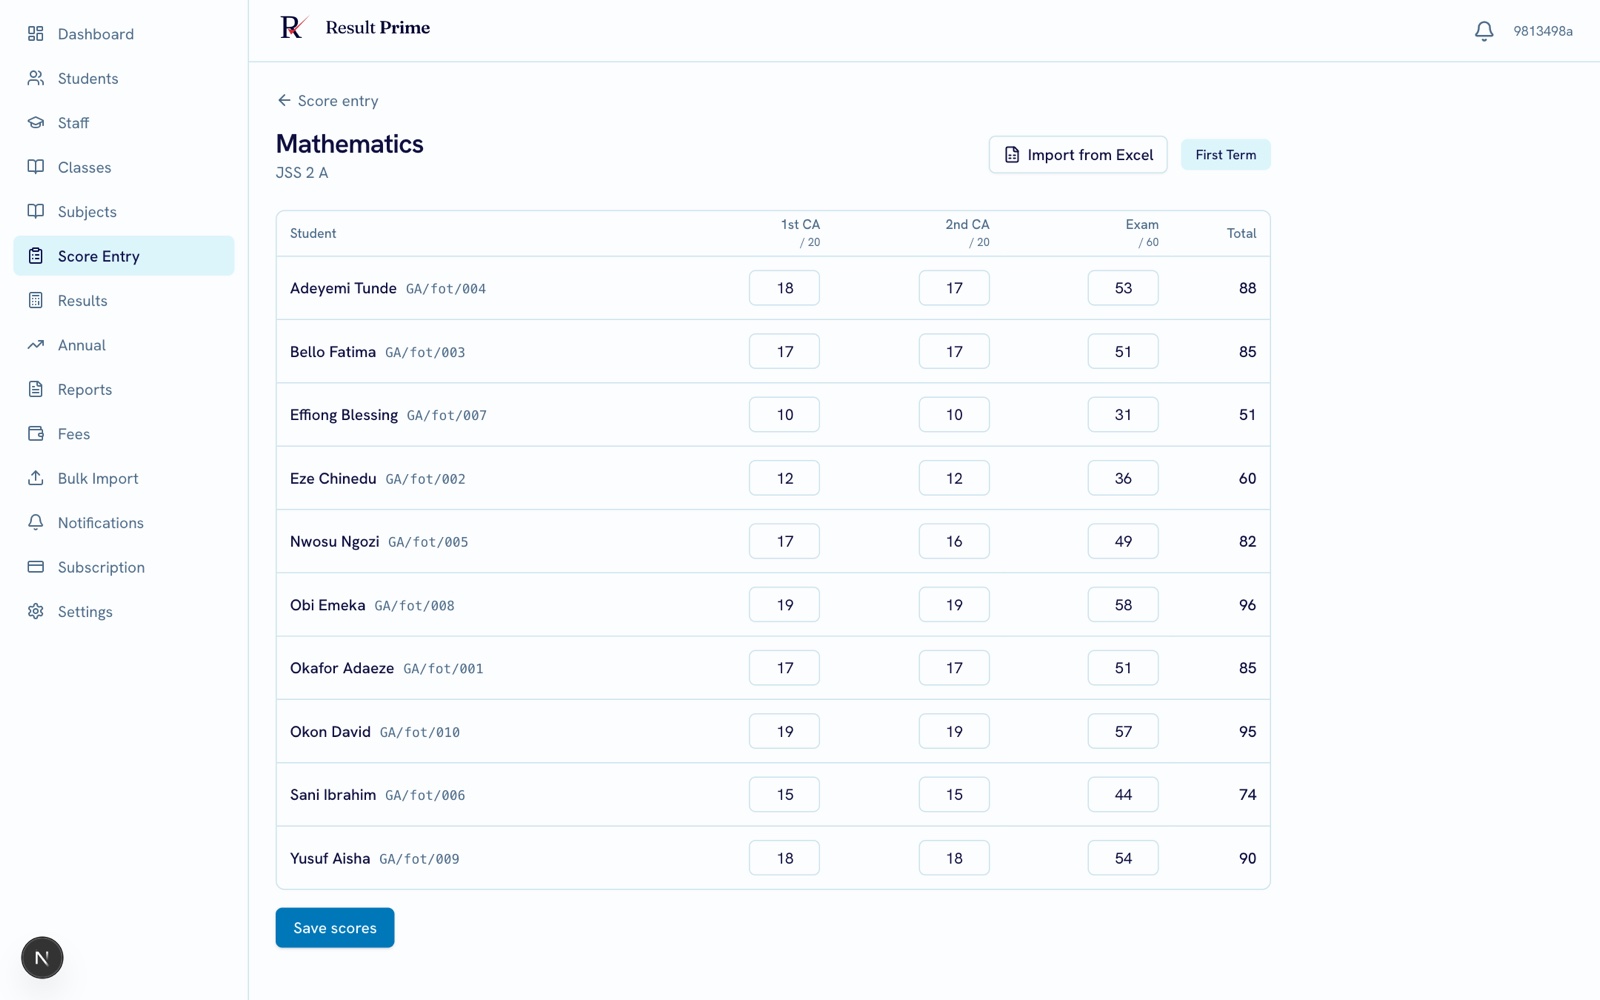 Dashboard
Students
Staff
Classes
Subjects
Score Entry
Results
Annual
Reports
Fees
Bulk Import
Notifications
Subscription
Settings
N
Result Prime
9813498a
Score entry
Mathematics
JSS 2 A
Import from Excel
First Term
Student 1st CA / 20 2nd CA / 20 Exam / 60 Total
Adeyemi Tunde GA/fot/004 18 17 53 88
Bello Fatima GA/fot/003 17 17 51 85
Effiong Blessing GA/fot/007 10 10 31 51
Eze Chinedu GA/fot/002 12 12 36 60
Nwosu Ngozi GA/fot/005 17 16 49 82
Obi Emeka GA/fot/008 19 19 58 96
Okafor Adaeze GA/fot/001 17 17 51 85
Okon David GA/fot/010 19 19 57 95
Sani Ibrahim GA/fot/006 15 15 44 74
Yusuf Aisha GA/fot/009 18 18 54 90
Save scores